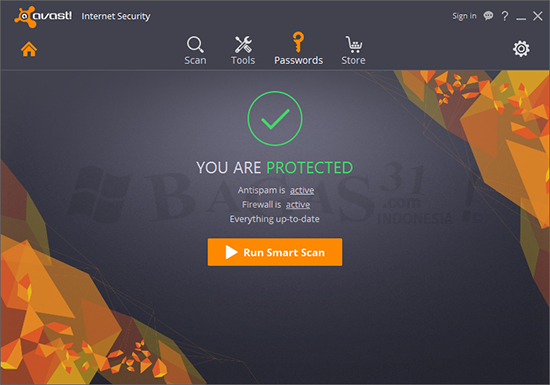 avast! Internet Security
Sign in ?
Scan Tools Passwords Store
YOU ARE PROTECTED
Antispam is active
Firewall is active
Everything up-to-date
Run Smart Scan
BAGAS31
.com
INDONESIA